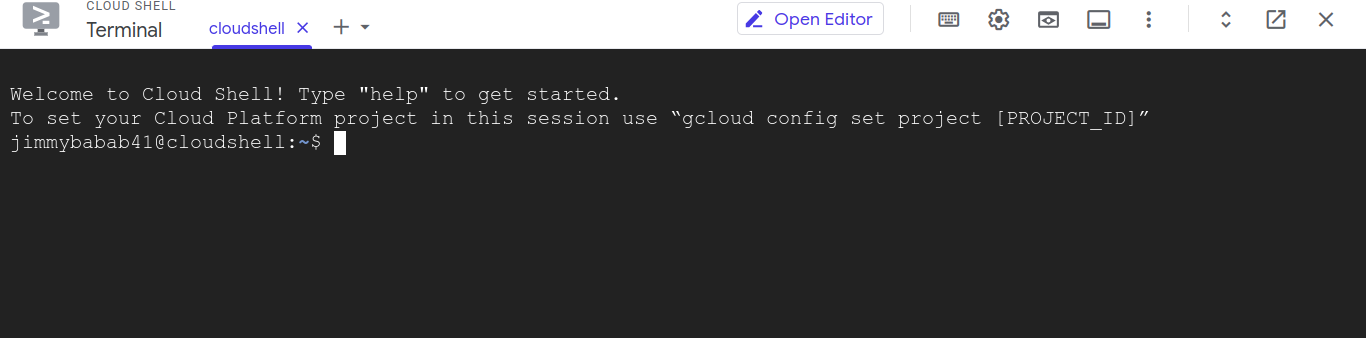 CLOUD SHELL
Terminal
cloudshell
Open Editor
Welcome to Cloud Shell! Type "help" to get started.
To set your Cloud Platform project in this session use “gcloud config set project [PROJECT_ID]”
jimmybabab41@cloudshell:~$